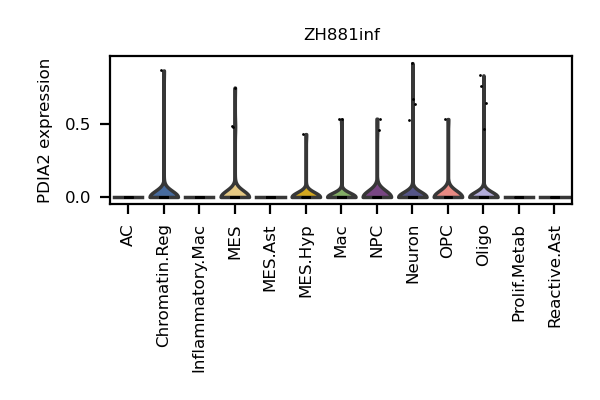 ZH881inf
PDIA2 expression
0.5
0.0
AC
Chromatin.Reg
Inflammatory.Mac
MES
MES.Ast
MES.Hyp
Mac
NPC
Neuron
OPC
Oligo
Prolif.Metab
Reactive.Ast